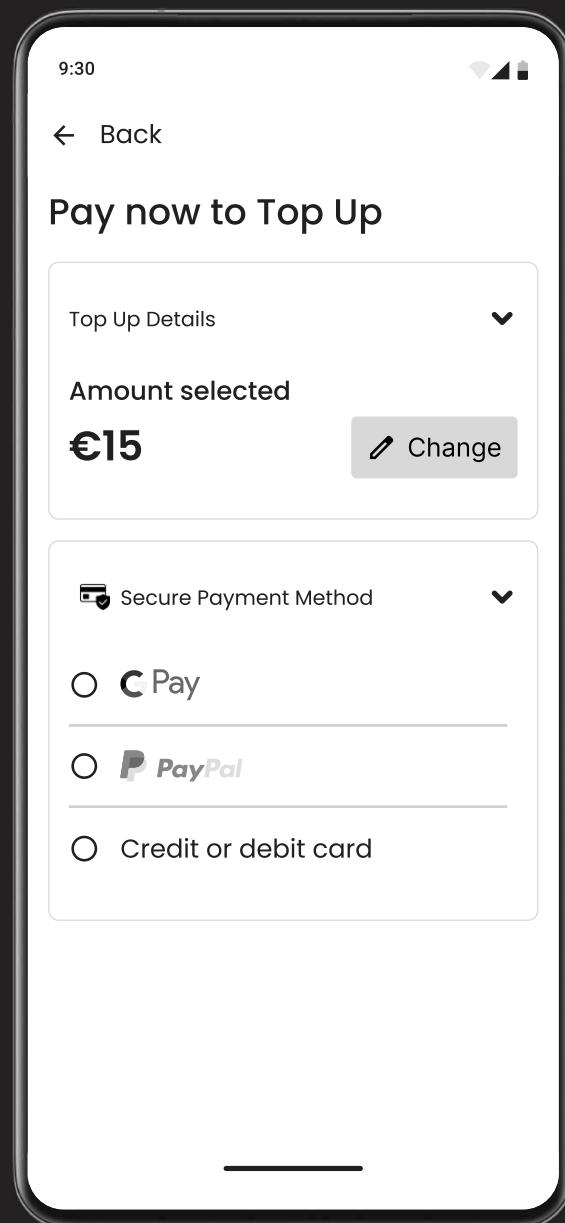 9:30
Back
Pay now to Top Up
Top Up Details
Amount selected
€15
Change
Secure Payment Method
G Pay
PayPal
Credit or debit card